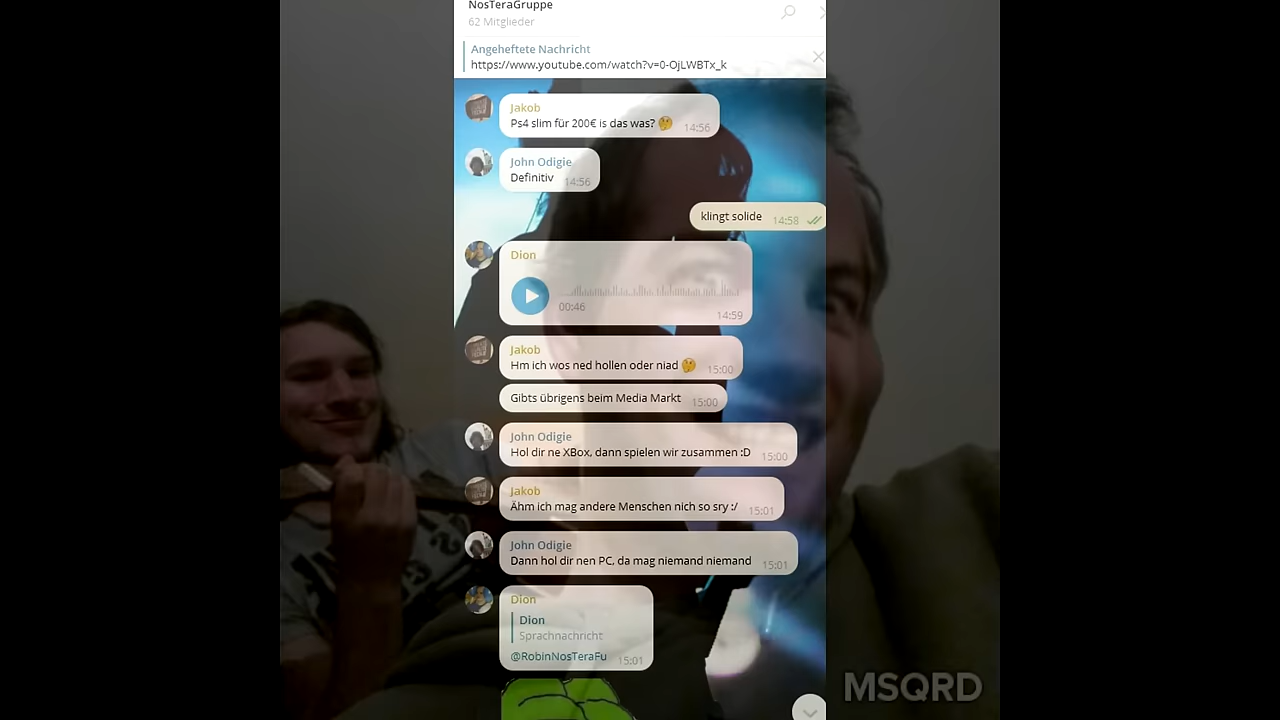 NosTeraGruppe
62 Mitglieder
Angeheftete Nachricht
https://www.youtube.com/watch?v=0-OjLWBTx_k
Jakob
Ps4 slim für 200€ is das was? 🤔 14:56
John Odigie
Definitiv 14:56
klingt solide 14:58
Dion
00:46
14:59
Jakob
Hm ich wos ned hollen oder niad 🤔 15:00
Gibts übrigens beim Media Markt 15:00
John Odigie
Hol dir ne XBox, dann spielen wir zusammen :D 15:00
Jakob
Ähm ich mag andere Menschen nich so sry :/ 15:01
John Odigie
Dann hol dir nen PC, da mag niemand niemand 15:01
Dion
Dion
Sprachnachricht
@RobinNosTeraFu 15:01
MSQRD